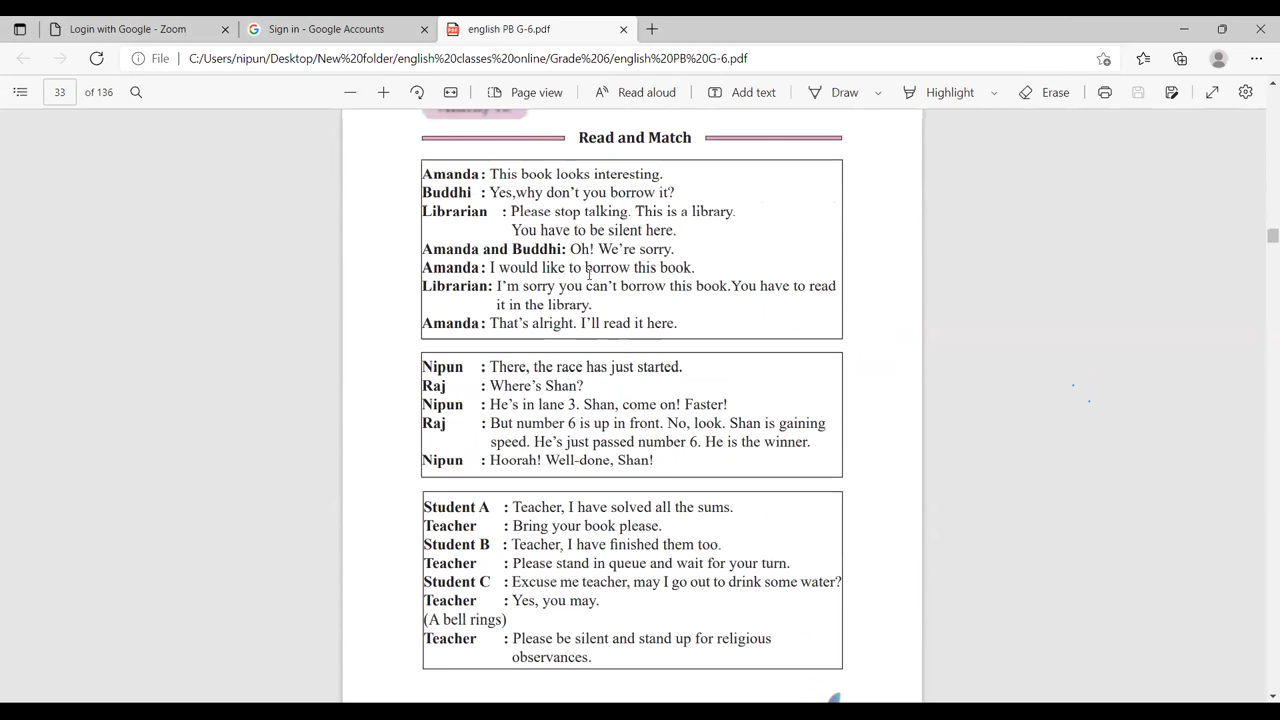 Login with Google - Zoom
Sign in - Google Accounts
english PB G-6.pdf
File
C:/Users/nipun/Desktop/New%20folder/english%20classes%20online/Grade%206/english%20PB%20G-6.pdf
33 of 136
Page view
Read aloud
Add text
Draw
Highlight
Erase
Read and Match
Amanda : This book looks interesting.
Buddhi : Yes,why don't you borrow it?
Librarian : Please stop talking. This is a library.
You have to be silent here.
Amanda and Buddhi: Oh! We're sorry.
Amanda : I would like to borrow this book.
Librarian: I'm sorry you can't borrow this book.You have to read
it in the library.
Amanda : That's alright. I'll read it here.
Nipun : There, the race has just started.
Raj : Where's Shan?
Nipun : He's in lane 3. Shan, come on! Faster!
Raj : But number 6 is up in front. No, look. Shan is gaining
speed. He's just passed number 6. He is the winner.
Nipun : Hoorah! Well-done, Shan!
Student A : Teacher, I have solved all the sums.
Teacher : Bring your book please.
Student B : Teacher, I have finished them too.
Teacher : Please stand in queue and wait for your turn.
Student C : Excuse me teacher, may I go out to drink some water?
Teacher : Yes, you may.
(A bell rings)
Teacher : Please be silent and stand up for religious
observances.